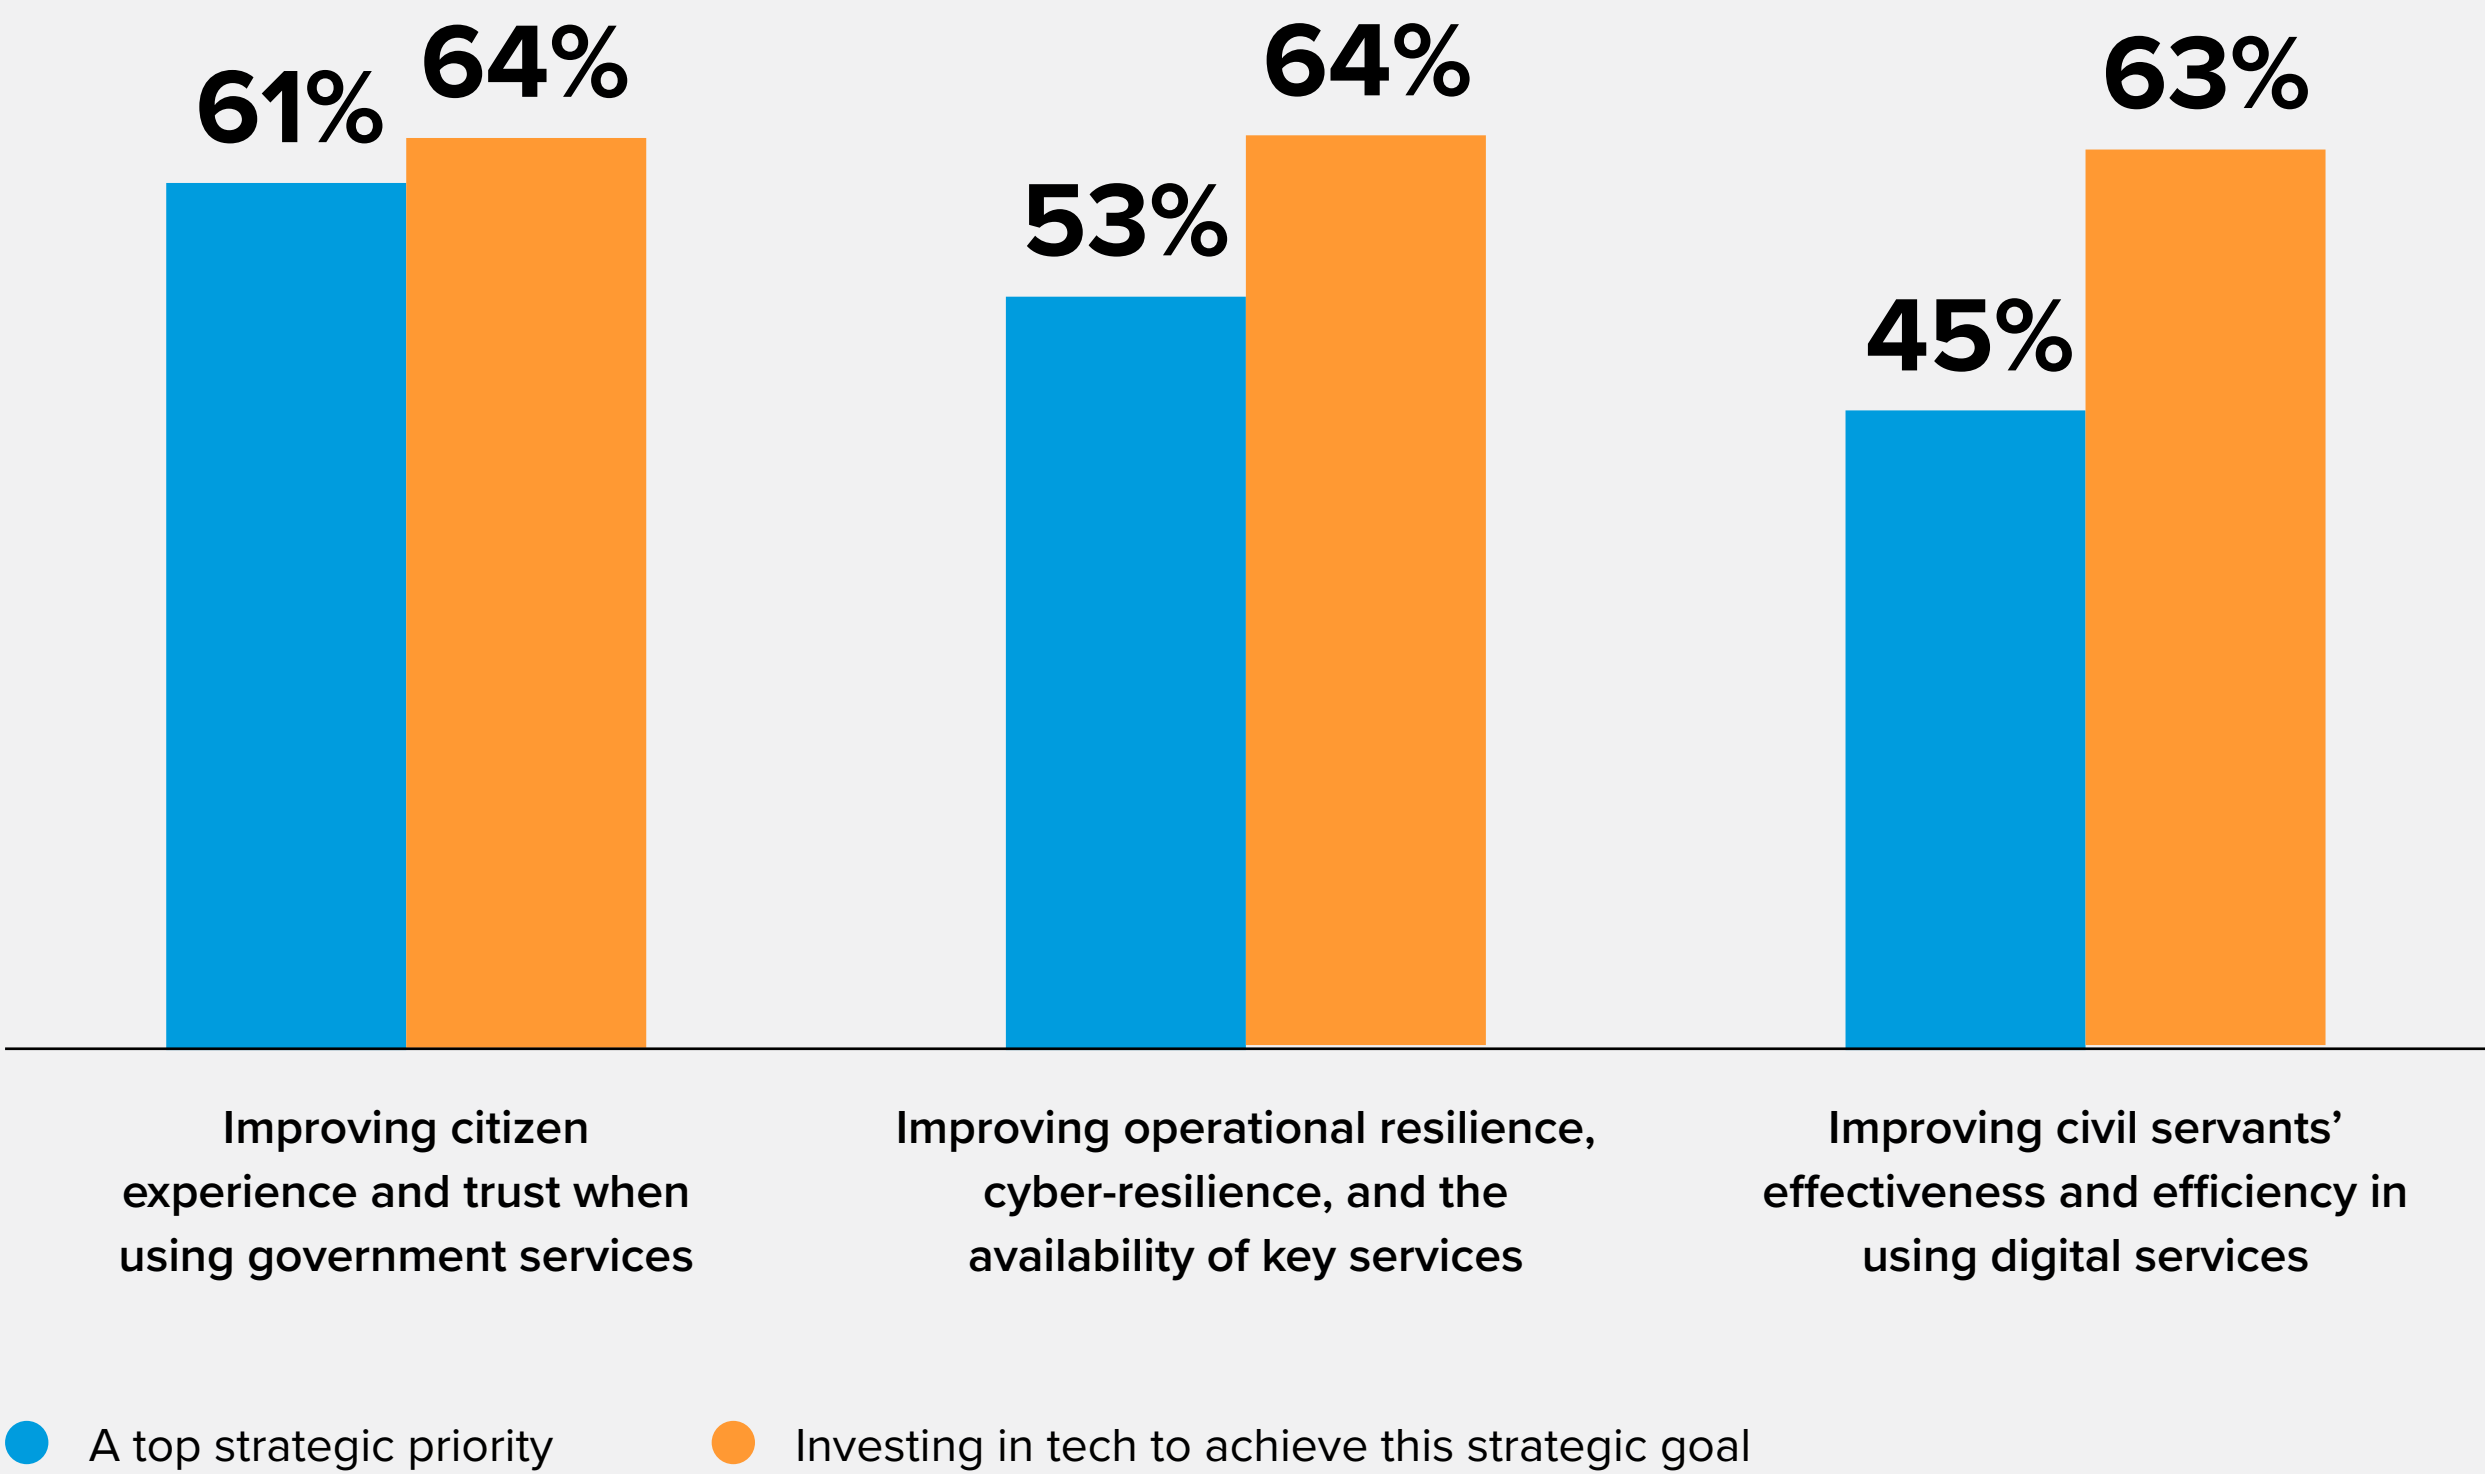 61%
64%
53%
64%
45%
63%
Improving citizen
experience and trust when
using government services
Improving operational resilience,
cyber-resilience, and the
availability of key services
Improving civil servants’
effectiveness and efficiency in
using digital services
A top strategic priority
Investing in tech to achieve this strategic goal